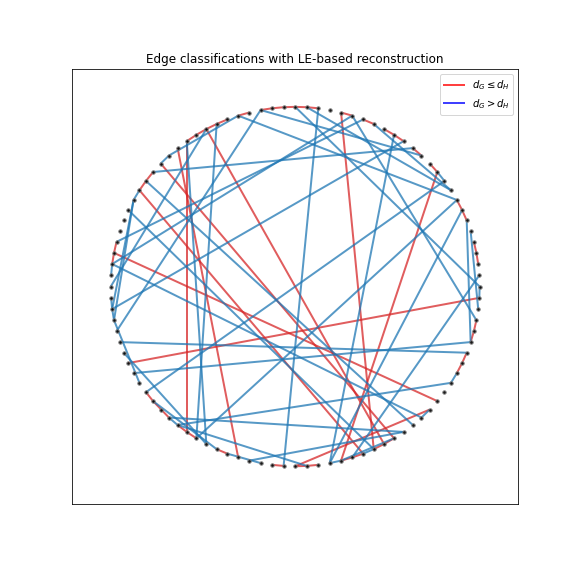 Edge classifications with LE-based reconstruction
d_G ≤ d_H
d_G > d_H